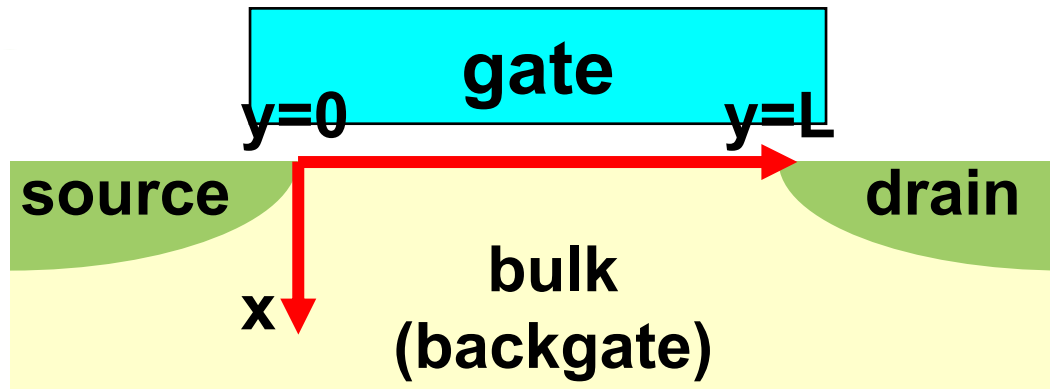 gate
y=0
y=L
source
drain
bulk
x
(backgate)